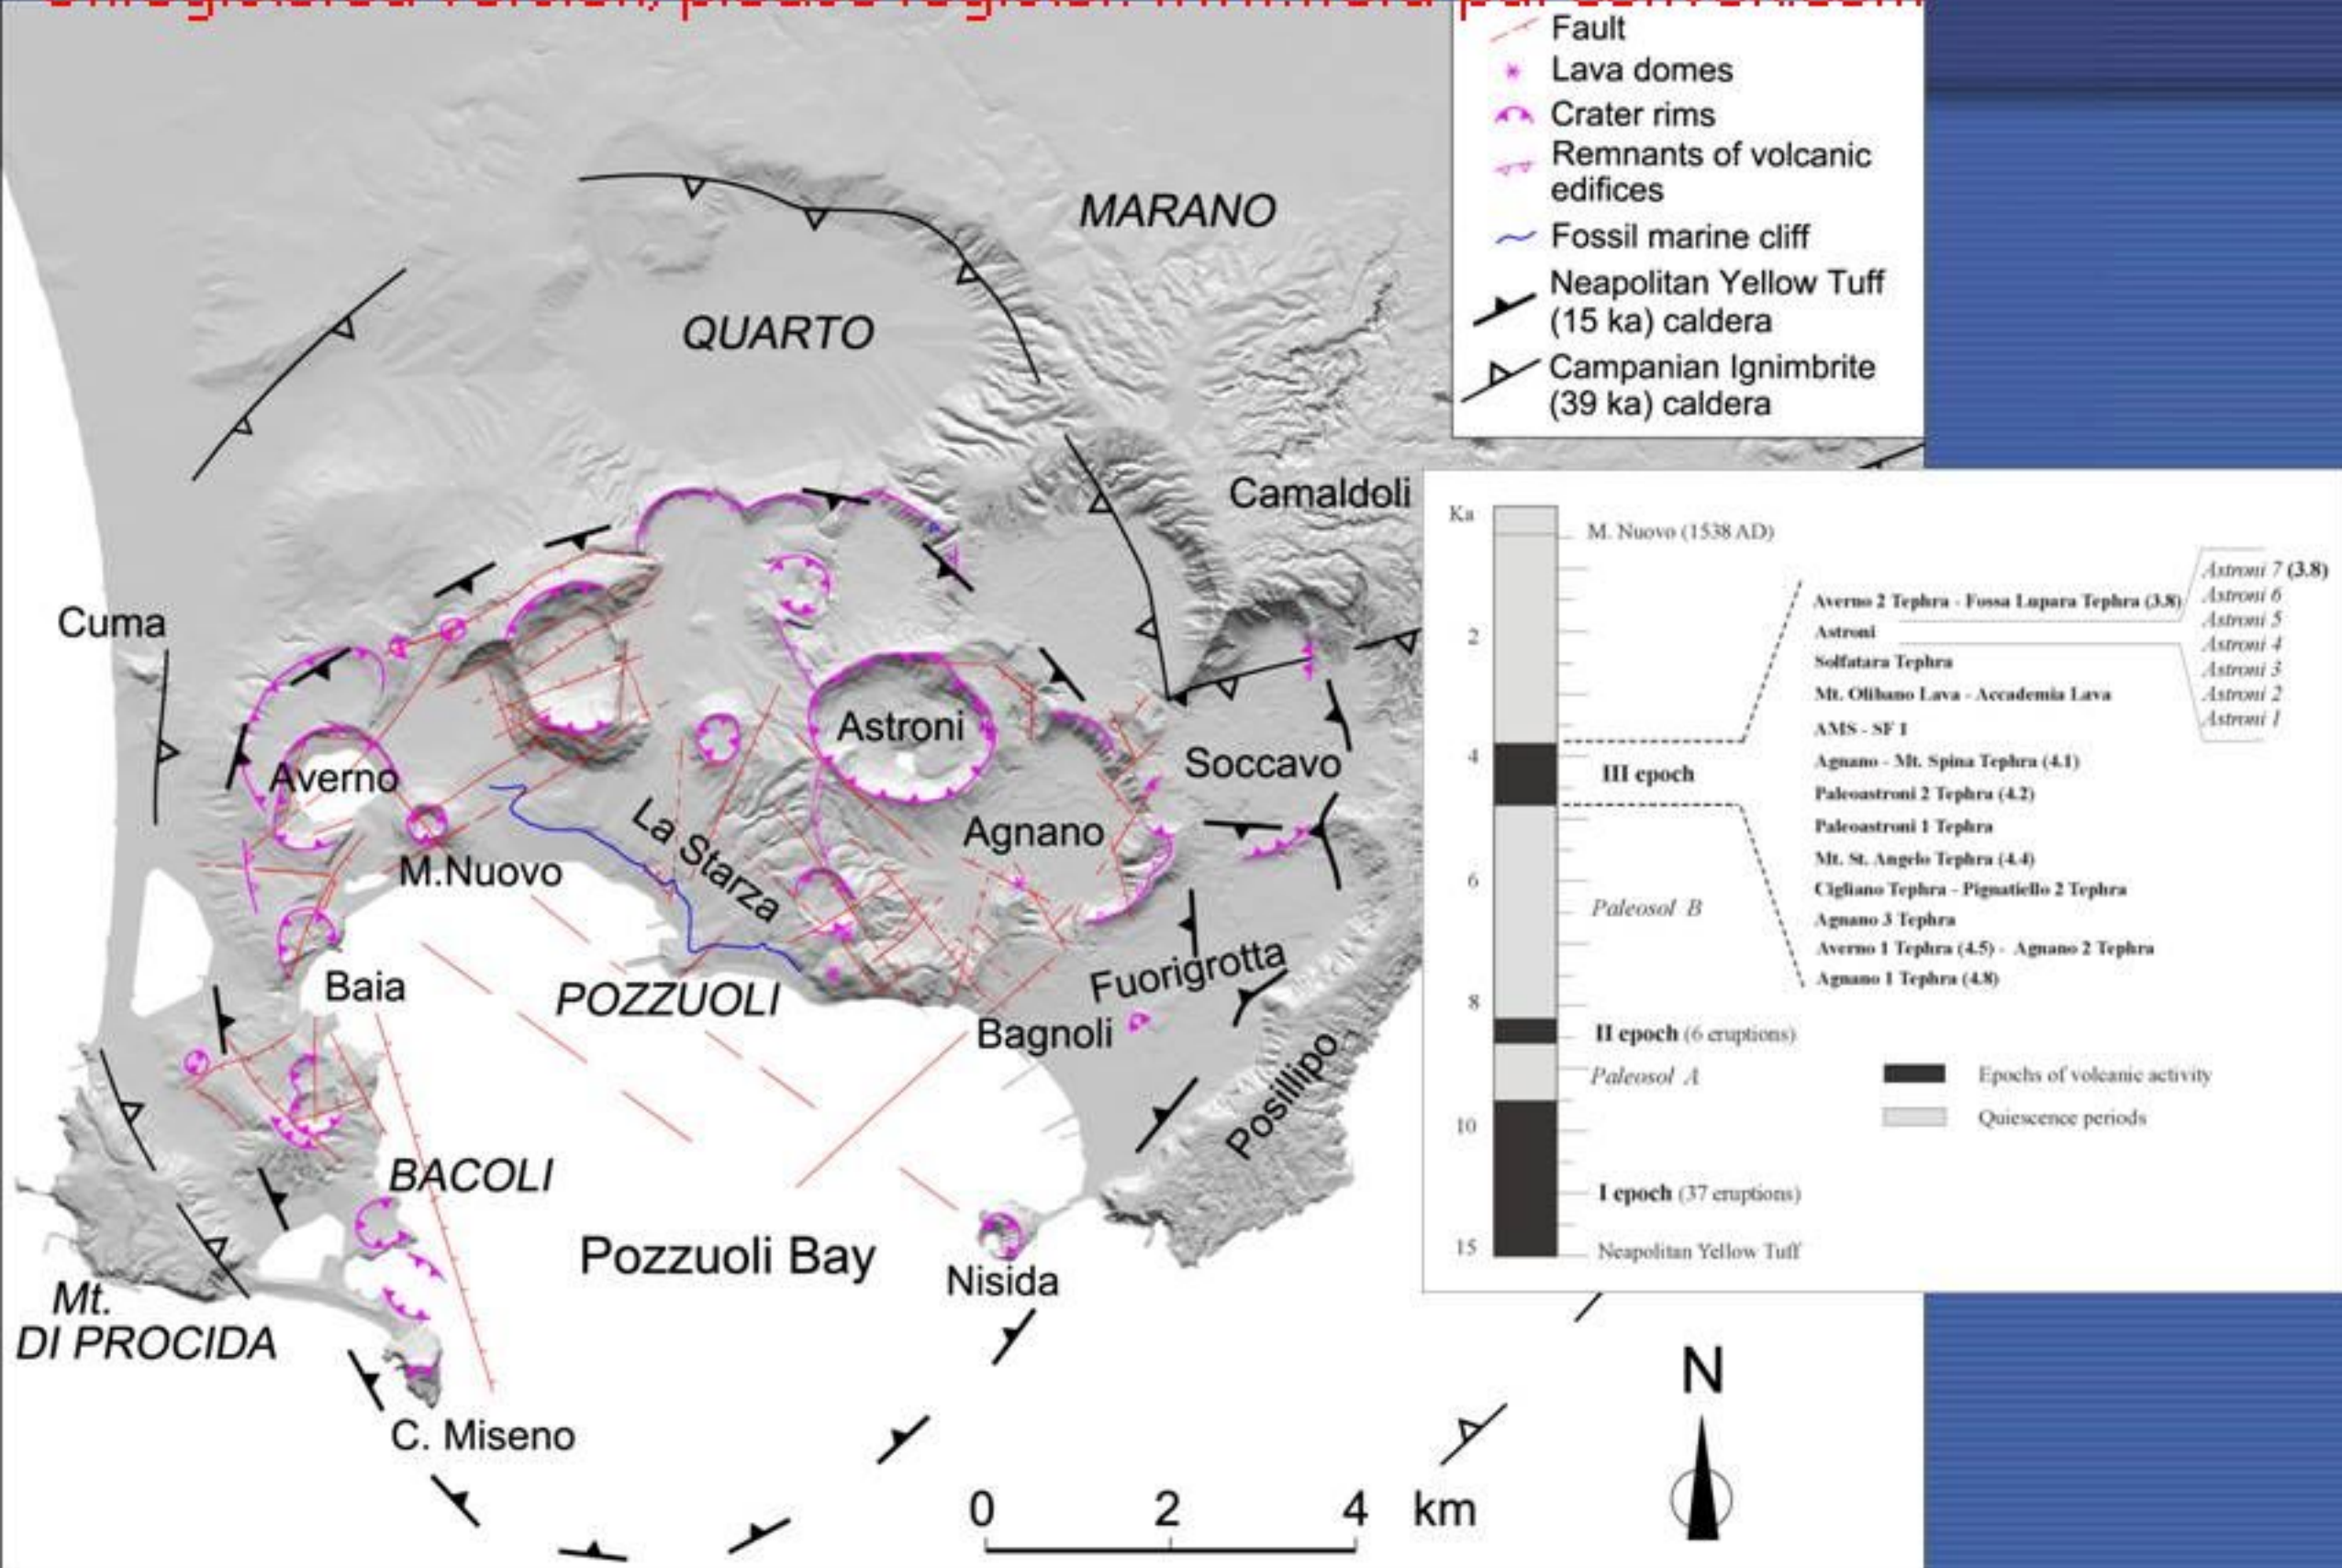 Fault
Lava domes
Crater rims
Remnants of volcanic
edifices
Fossil marine cliff
Neapolitan Yellow Tuff
(15 ka) caldera
Campanian Ignimbrite
(39 ka) caldera
MARANO
QUARTO
Camaldoli
Cuma
Astroni
Averno
Soccavo
Agnano
La Starza
M.Nuovo
Fuorigrotta
Baia
POZZUOLI
Bagnoli
Posillipo
BACOLI
Pozzuoli Bay
Nisida
Mt.
DI PROCIDA
C. Miseno
0 2 4 km
N
Ka
2
4
6
8
10
15
M. Nuovo (1538 AD)
III epoch
Paleosol B
II epoch (6 eruptions)
Paleosol A
I epoch (37 eruptions)
Neapolitan Yellow Tuff
Averno 2 Tephra - Fossa Lupara Tephra (3.8)
Astroni
Solfatara Tephra
Mt. Olibano Lava - Accademia Lava
AMS - SF 1
Agnano - Mt. Spina Tephra (4.1)
Paleoastroni 2 Tephra (4.2)
Paleoastroni 1 Tephra
Mt. St. Angelo Tephra (4.4)
Cigliano Tephra - Pignatiello 2 Tephra
Agnano 3 Tephra
Averno 1 Tephra (4.5) - Agnano 2 Tephra
Agnano 1 Tephra (4.8)
Astroni 7 (3.8)
Astroni 6
Astroni 5
Astroni 4
Astroni 3
Astroni 2
Astroni 1
Epochs of volcanic activity
Quiescence periods